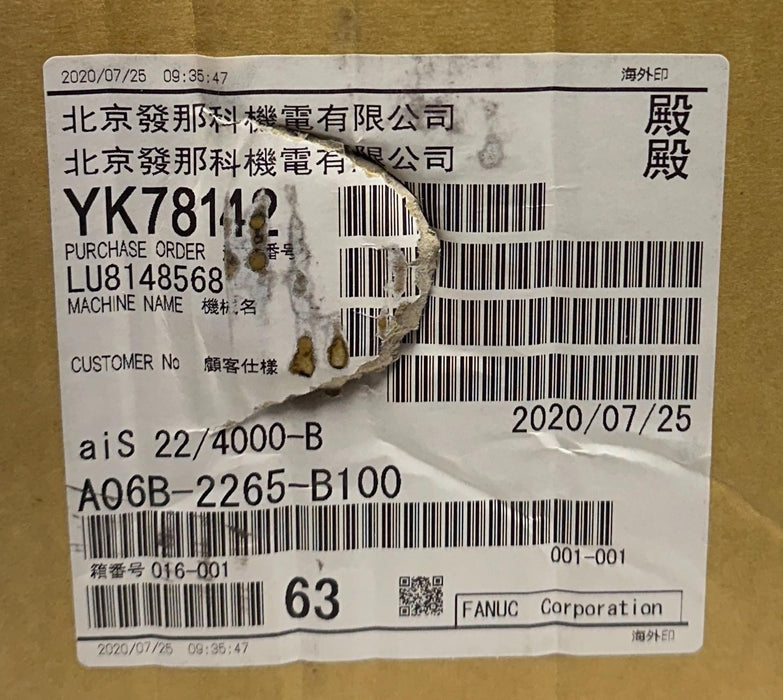 2020/07/25 09:35:47 海外印
北京發那科機電有限公司 殿
北京發那科機電有限公司 殿
YK78142
PURCHASE ORDER 番号
LU8148568
MACHINE NAME 機械名
CUSTOMER No 顧客仕様
2020/07/25
aiS 22/4000-B
A06B-2265-B100
001-001
箱番号 016-001
63
FANUC Corporation
2020/07/25 09:35:47 海外印